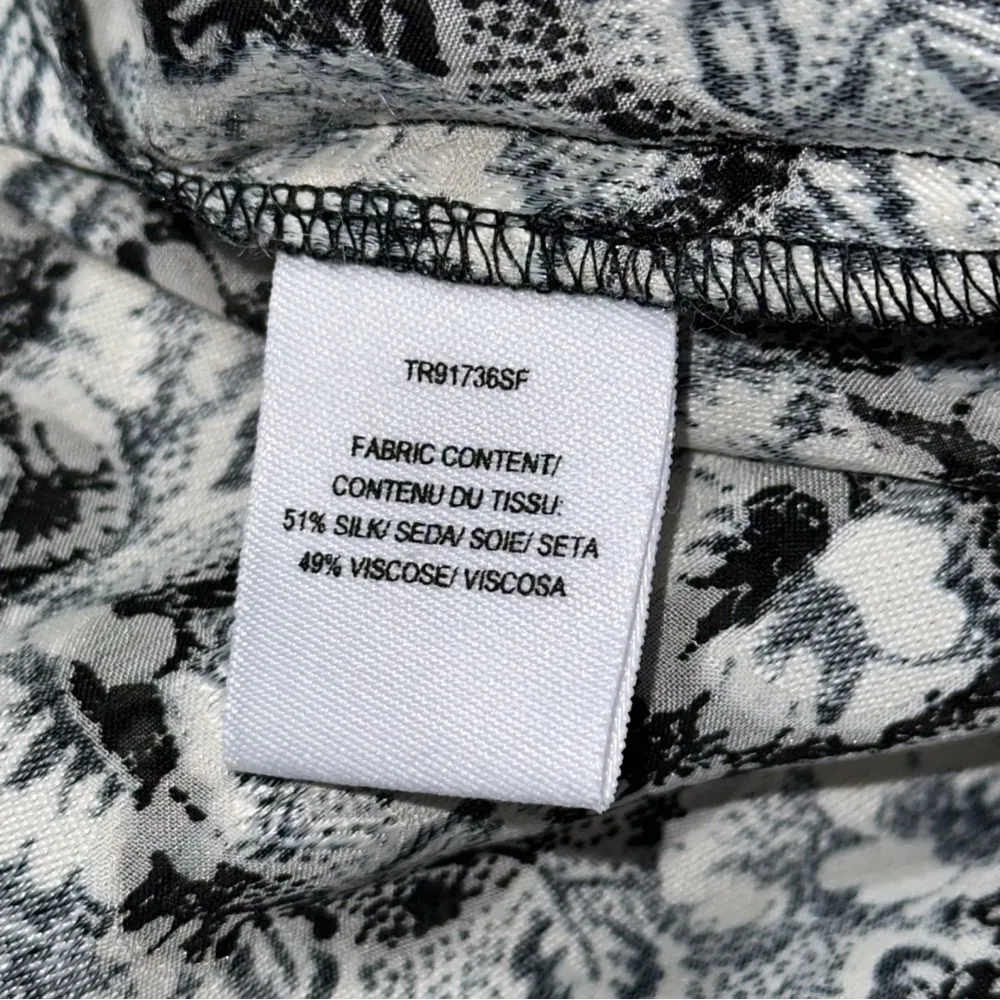 TR91736SF
FABRIC CONTENT/
CONTENU DU TISSU:
51% SILK/ SEDA/ SOIE/ SETA
49% VISCOSE/ VISCOSA